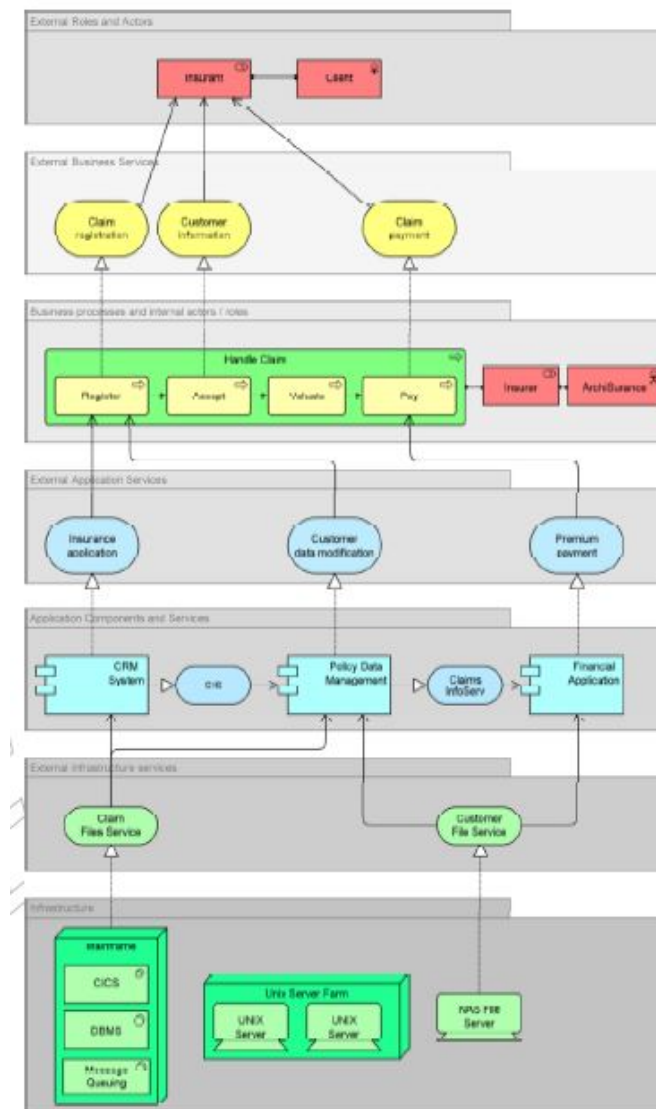 External Roles and Actors
Insurant
Client
External Business Services
Claim
registration
Customer
information
Claim
payment
Business processes and internal actors / roles
Handle Claim
Register
Accept
Valuate
Pay
Insurer
ArchiSurance
External Application Services
Insurance
application
Customer
data modification
Premium
payment
Application Components and Services
CRM
System
Policy Data
Management
Claims
InfoServ
Financial
Application
External infrastructure services
Claim
Files Service
Customer
File Service
Infrastructure
Mainframe
CICS
DBMS
Message
Queuing
Unix Server Farm
UNIX
Server
UNIX
Server
NAS File
Server